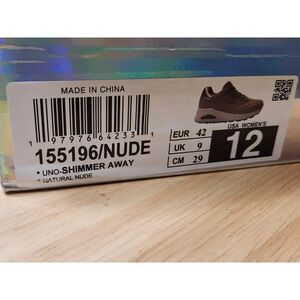 MADE IN CHINA
1 97976 64233 1
155196/NUDE
• UNO-SHIMMER AWAY
• NATURAL NUDE
EUR 42
UK 9
CM 29
USA WOMEN'S
12